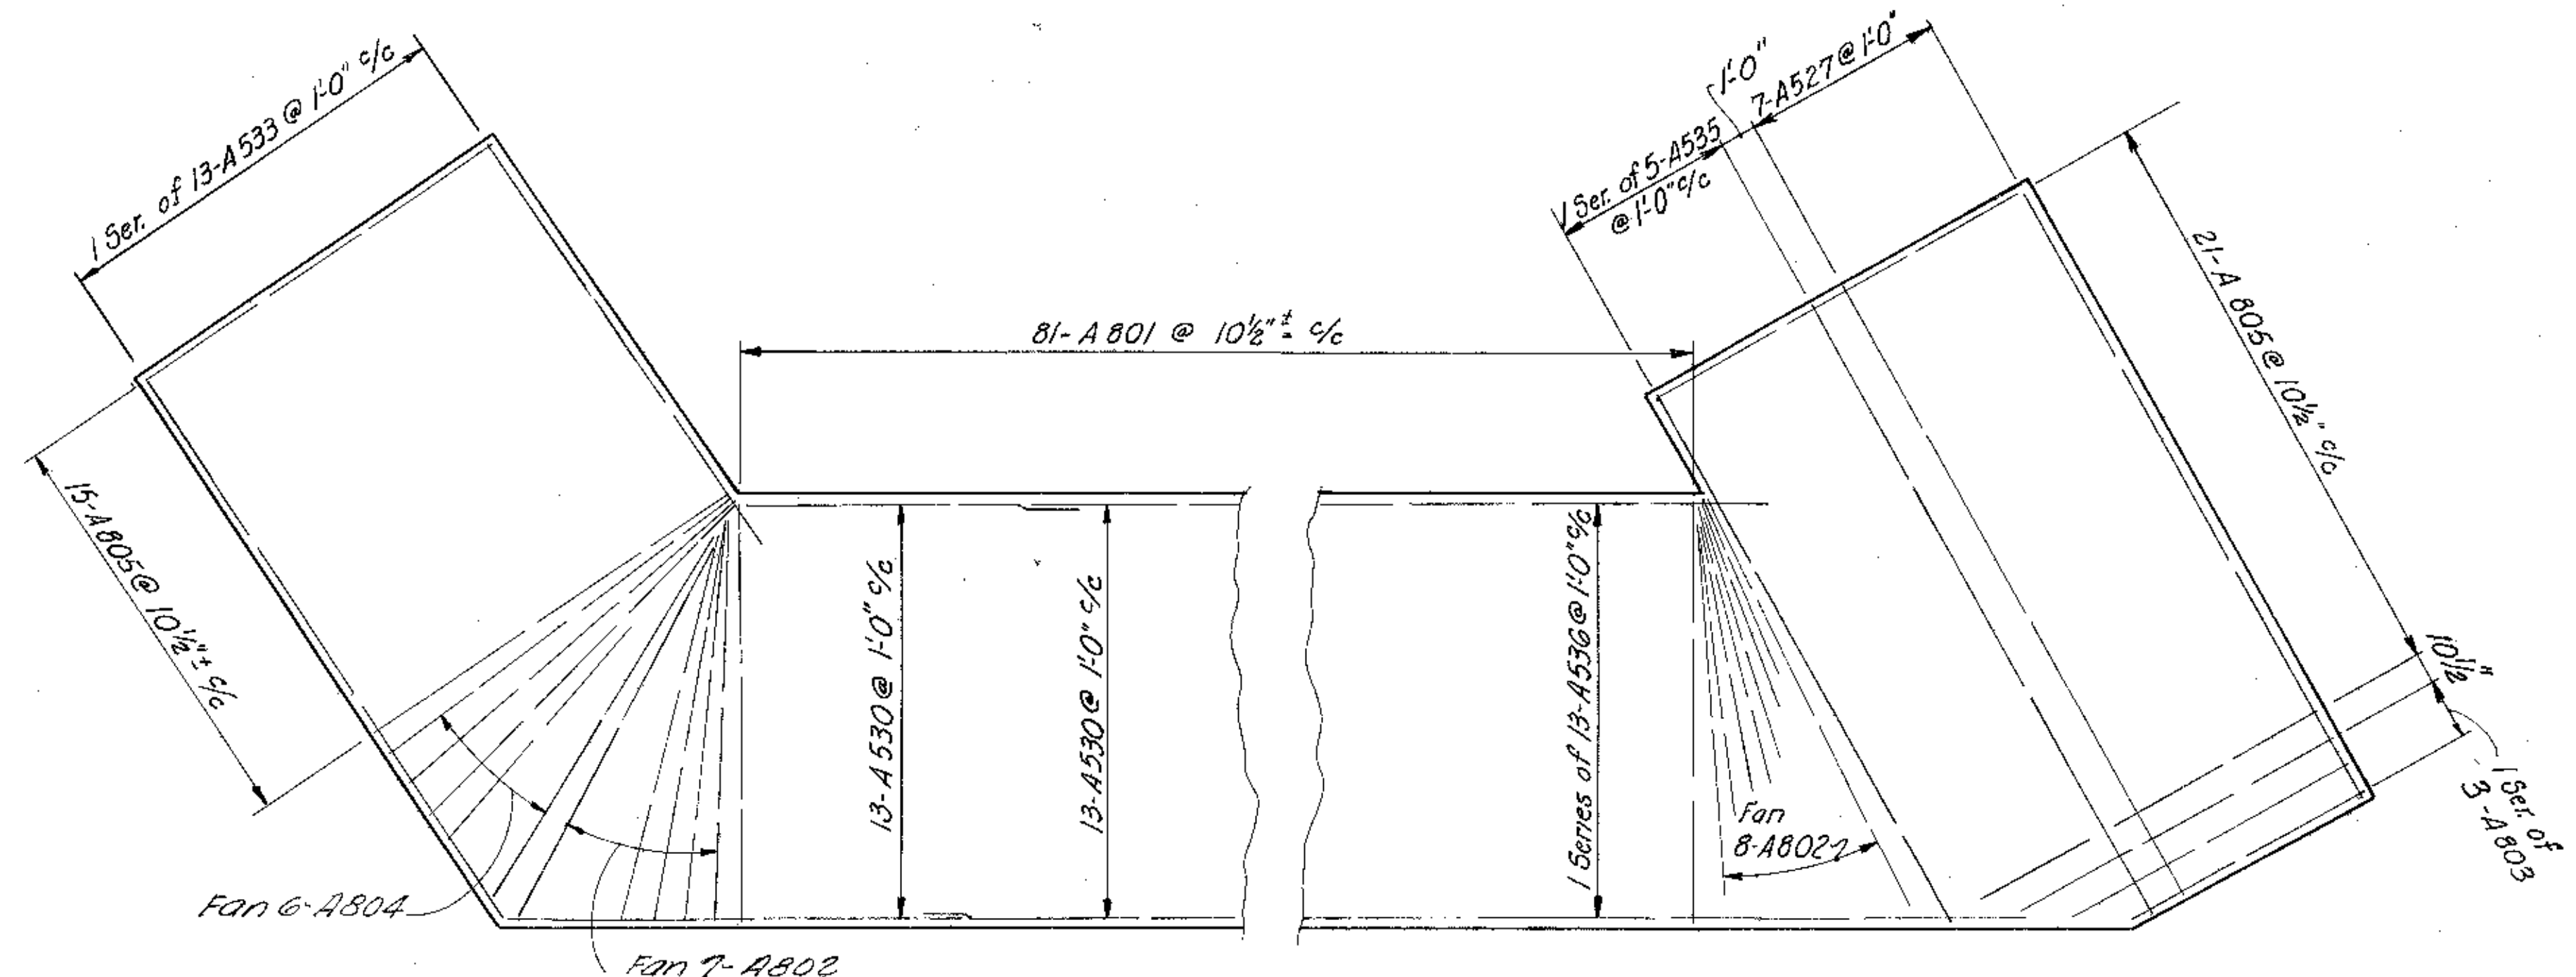 1 Ser. of 13-A533 @ 1'-0" c/c
1'-0"
7-A527 @ 1'-0"
1 Ser. of 5-A535
@ 1'-0" c/c
21-A805 @ 10½" c/c
81-A801 @ 10½"± c/c
15-A805 @ 10½"± c/c
13-A530 @ 1'-0" c/c
13-A530 @ 1'-0" c/c
1 Series of 13-A536 @ 1'-0" c/c
10½"
1 Ser. of
3-A803
Fan
8-A802
Fan 6-A804
Fan 7-A802